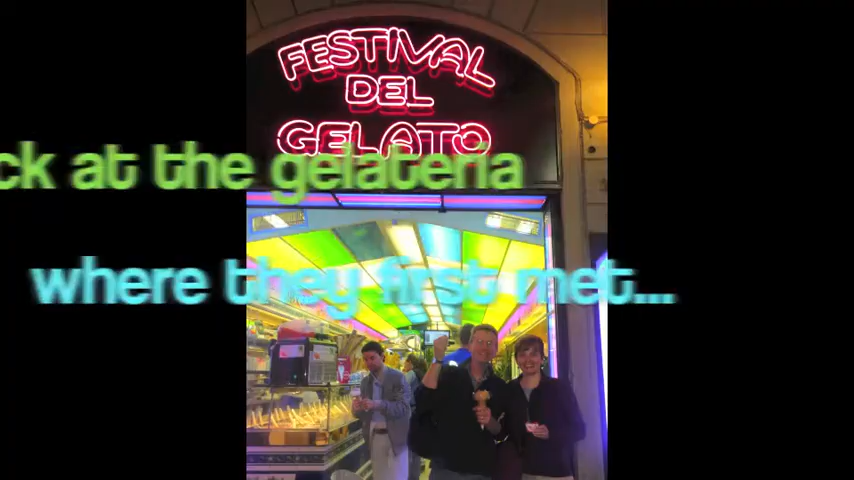 FESTIVAL
DEL
GELATO
ck at the gelateria
where they first met...